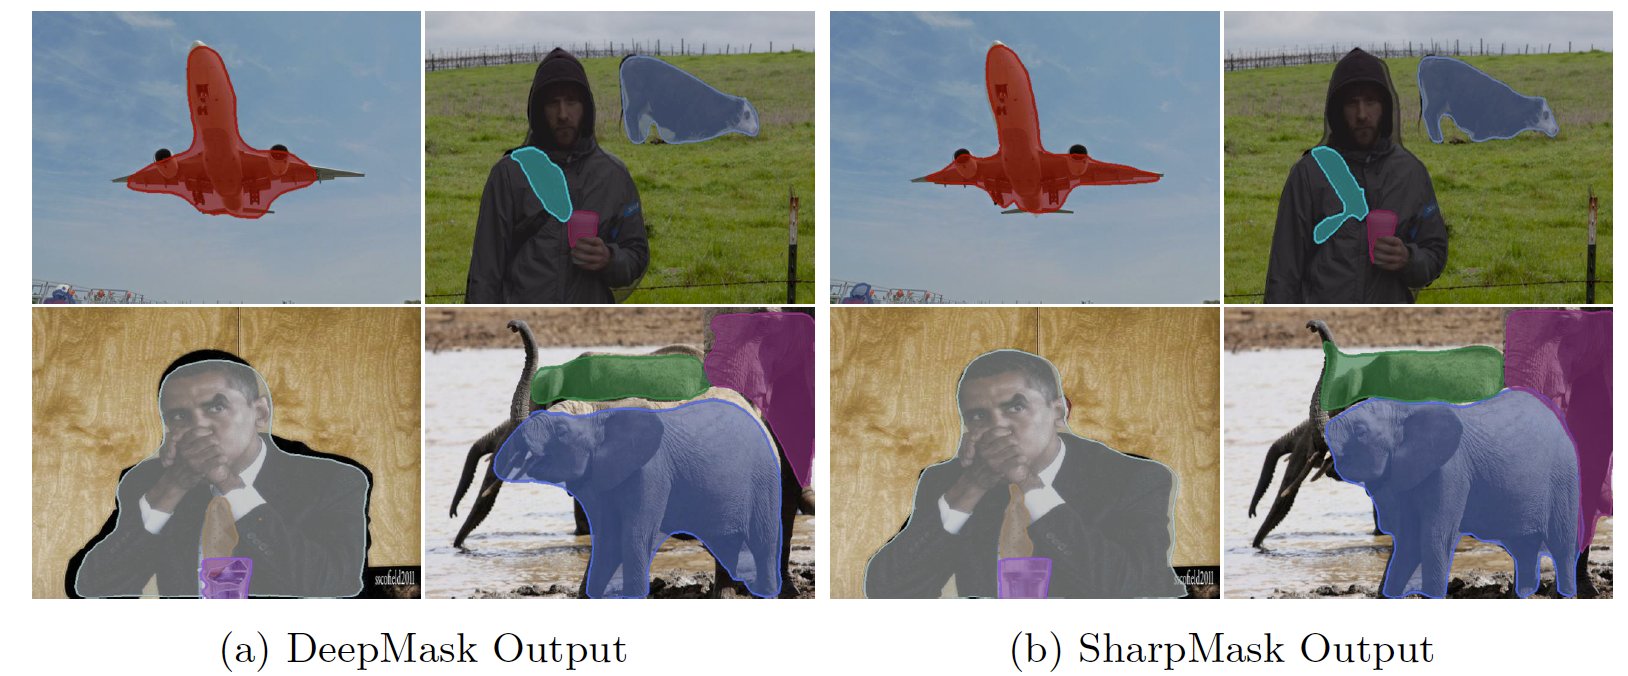 sscofield2011
sscofield2011
(a) DeepMask Output
(b) SharpMask Output